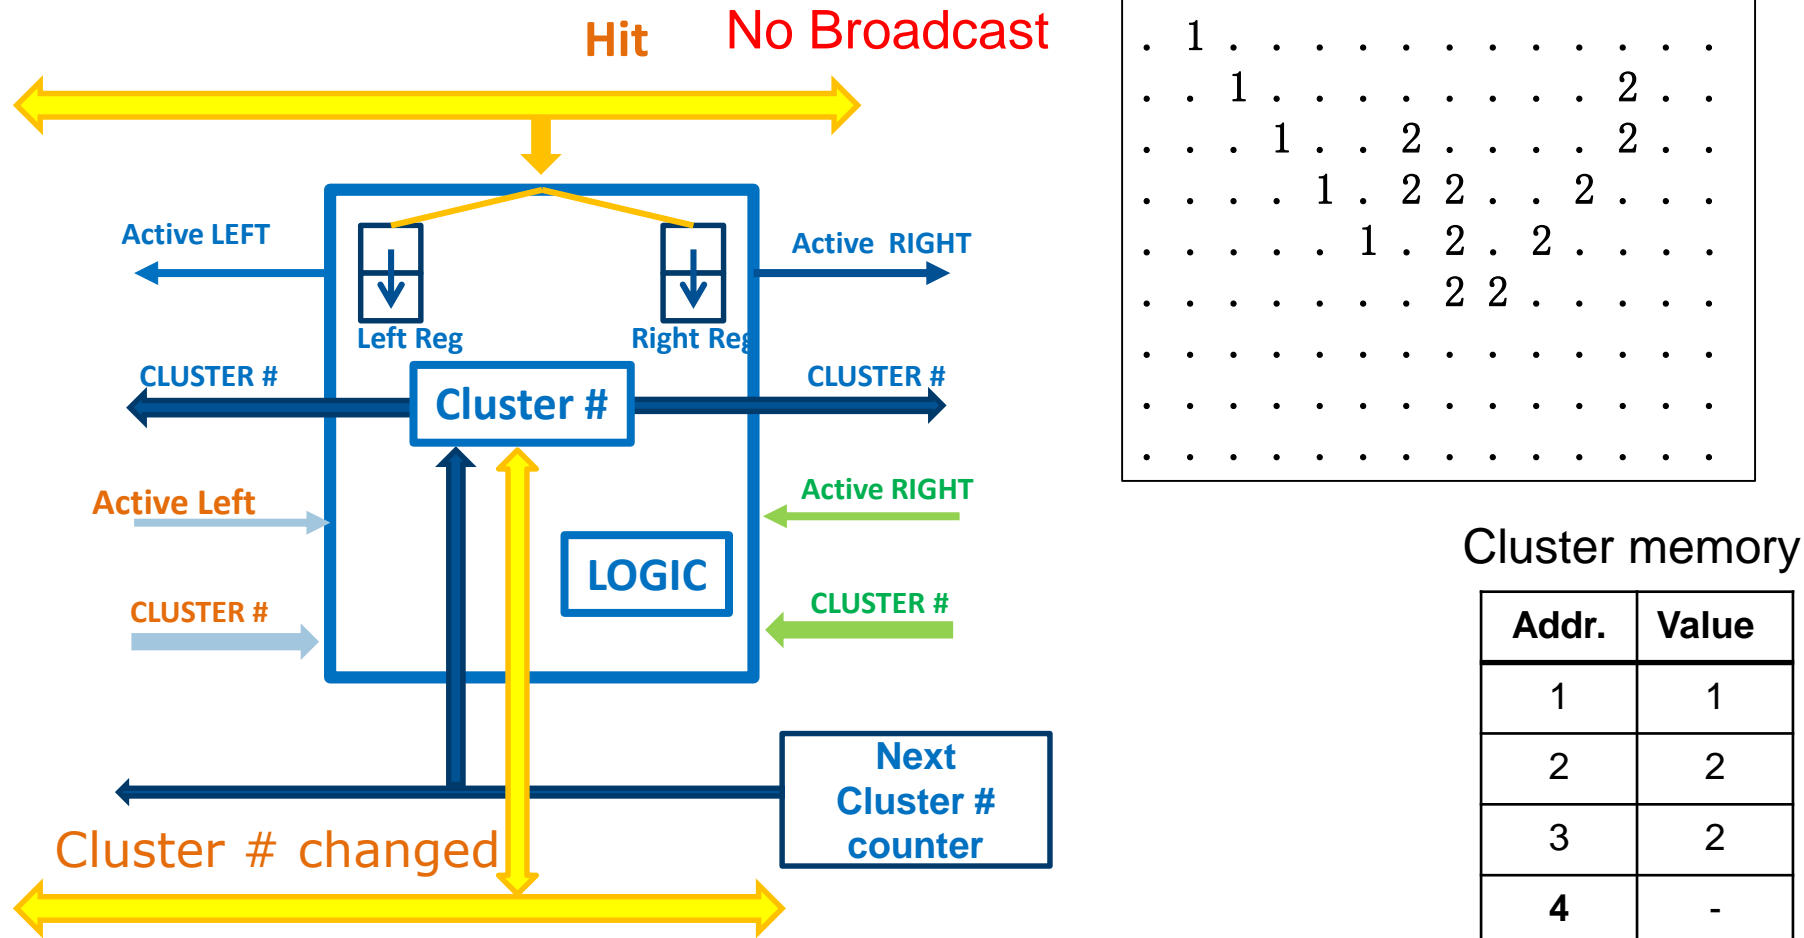 Hit
No Broadcast
Active LEFT
Active RIGHT
Left Reg
Right Reg
CLUSTER #
CLUSTER #
Cluster #
Active Left
Active RIGHT
LOGIC
CLUSTER #
CLUSTER #
Next
Cluster #
counter
Cluster # changed
. 1 . . . . . . . . . . . .
. . 1 . . . . . . . . 2 . .
. . . 1 . . 2 . . . . 2 . .
. . . . 1 . 2 2 . . 2 . . .
. . . . . 1 . 2 . 2 . . . .
. . . . . . . 2 2 . . . . .
. . . . . . . . . . . . . .
. . . . . . . . . . . . . .
. . . . . . . . . . . . . .
Cluster memory
Addr. Value
1 1
2 2
3 2
4 -